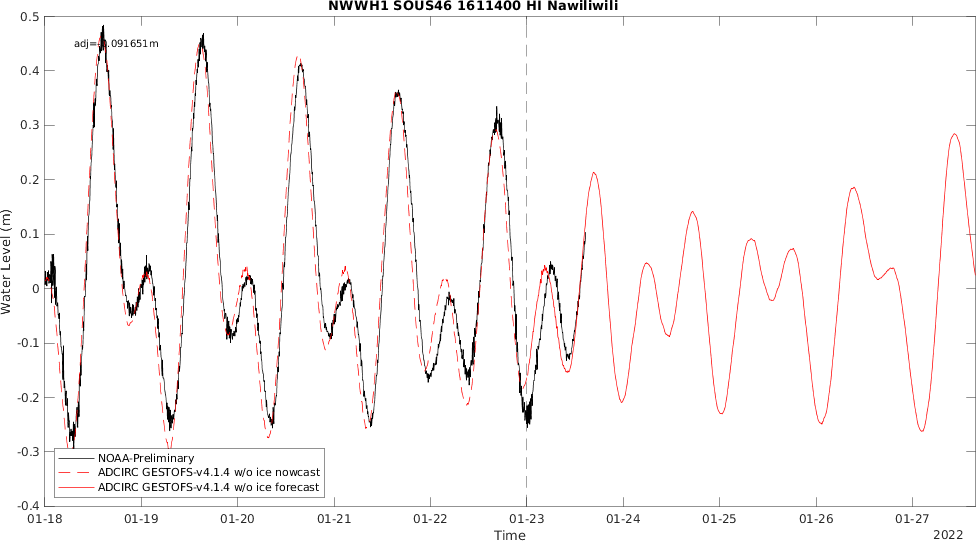 NWWH1 SOUS46 1611400 HI Nawiliwili
0.5
0.4
0.3
0.2
0.1
0
-0.1
-0.2
-0.3
-0.4
Water Level (m)
.091651m
NOAA-Preliminary
ADCIRC GESTOFS-v4.1.4 w/o ice nowcast
ADCIRC GESTOFS-v4.1.4 w/o ice forecast
01-18 01-19 01-20 01-21 01-22 01-23 01-24 01-25 01-26 01-27
Time
2022